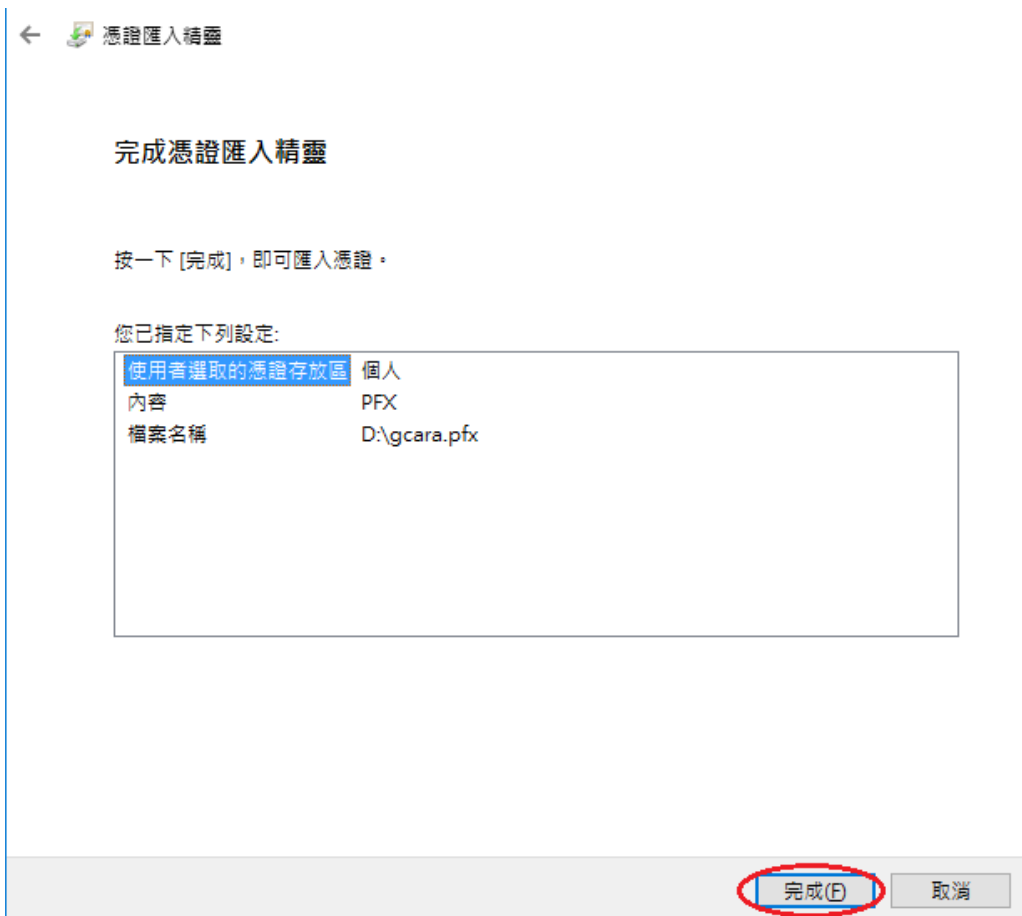 憑證匯入精靈
完成憑證匯入精靈
按一下 [完成]，即可匯入憑證。
您已指定下列設定:
使用者選取的憑證存放區 個人
內容 PFX
檔案名稱 D:\gcara.pfx
完成(F) 取消